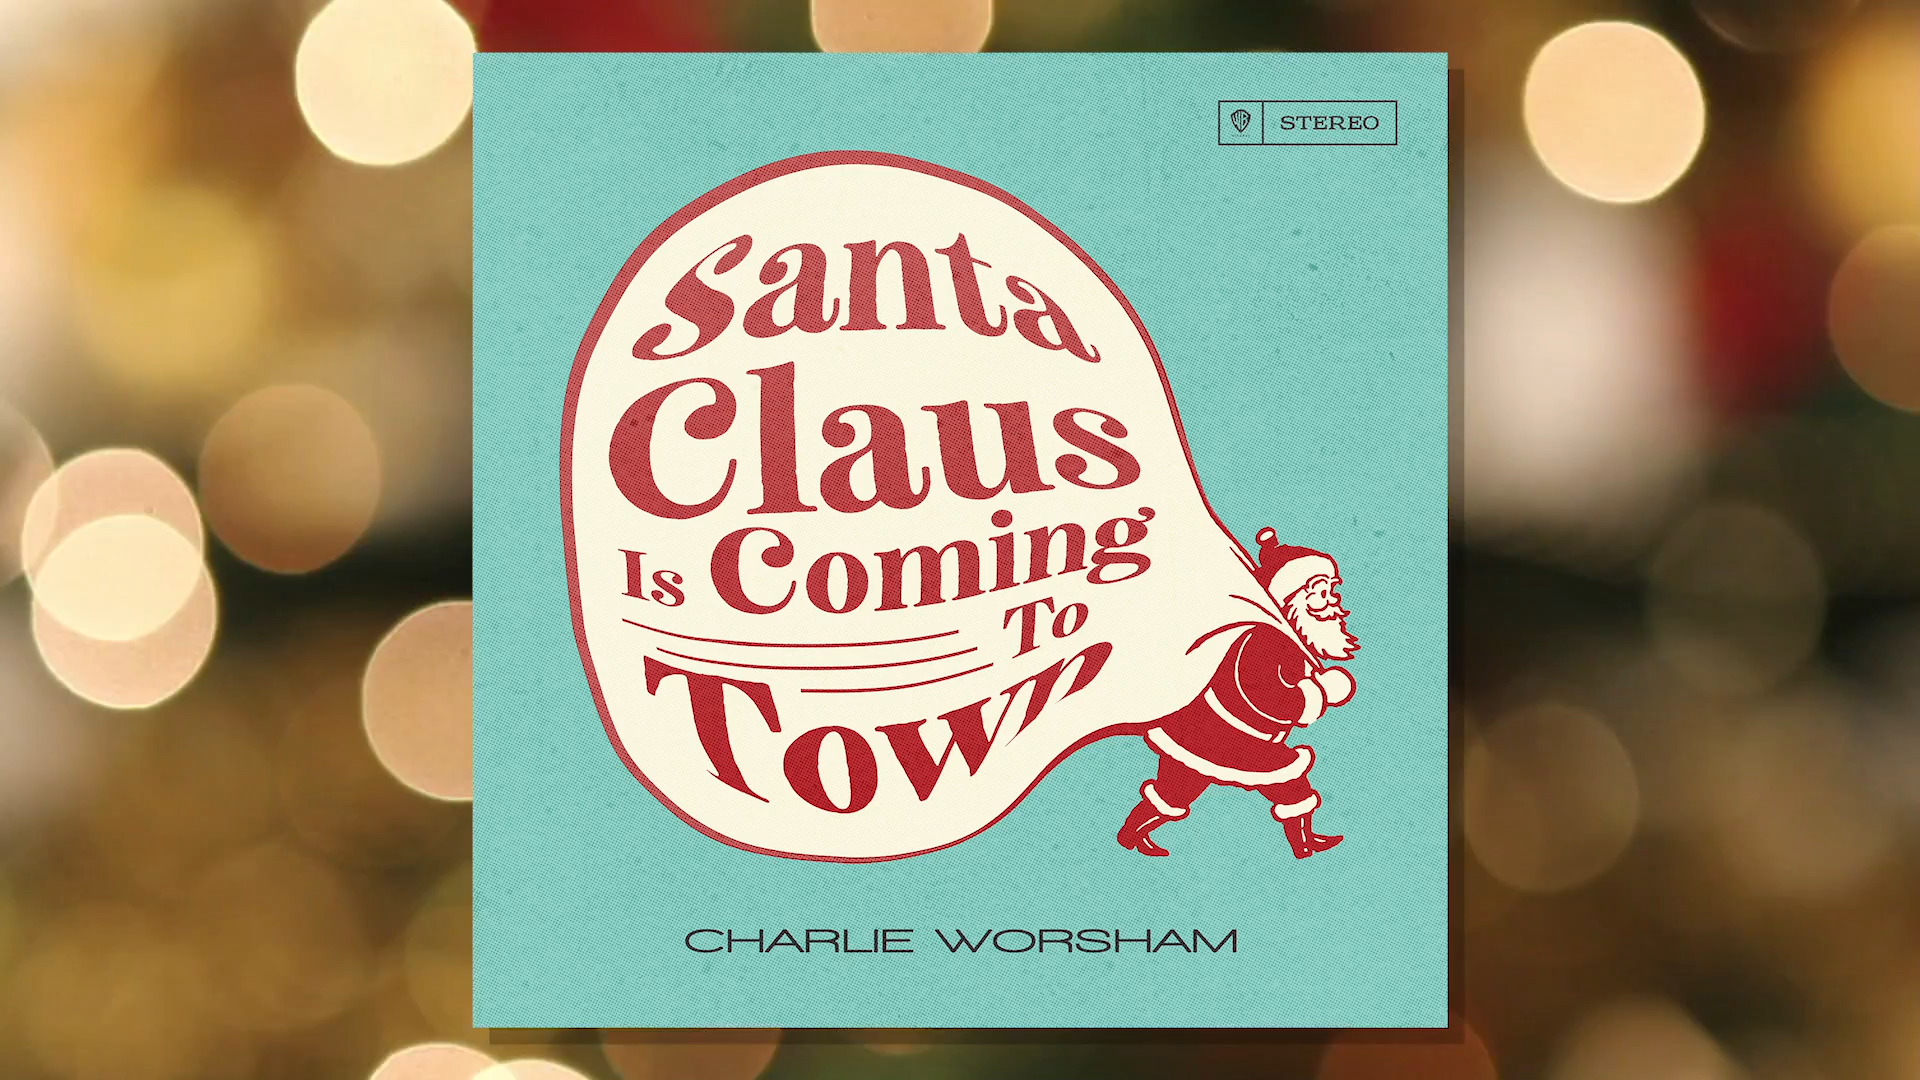 STEREO
Santa
Claus
Is Coming
To
Town
CHARLIE WORSHAM